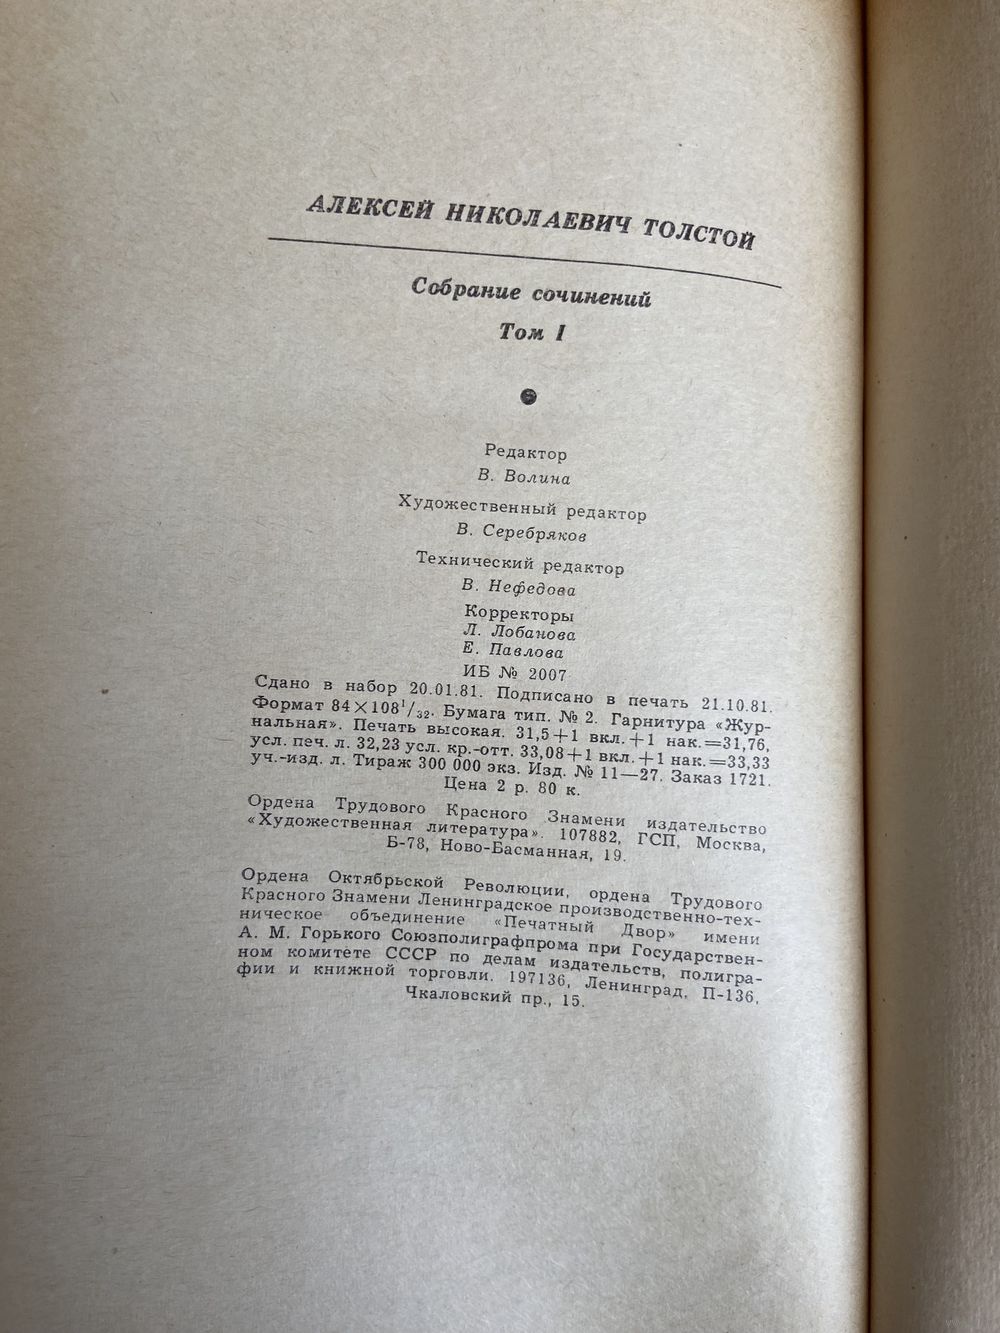 АЛЕКСЕЙ НИКОЛАЕВИЧ ТОЛСТОЙ
Собрание сочинений
Том I
Редактор
В. Волина
Художественный редактор
В. Серебряков
Технический редактор
В. Нефедова
Корректоры
Л. Лобанова
Е. Павлова
ИБ № 2007
Сдано в набор 20.01.81. Подписано в печать 21.10.81.
Формат 84×108¹/₃₂. Бумага тип. № 2. Гарнитура «Жур-
нальная». Печать высокая. 31,5+1 вкл.+1 нак.=31,76,
усл. печ. л. 32,23 усл. кр.-отт. 33,08+1 вкл.+1 нак.=33,33
уч.-изд. л. Тираж 300 000 экз. Изд. № 11—27. Заказ 1721.
Цена 2 р. 80 к.
Ордена Трудового Красного Знамени издательство
«Художественная литература». 107882, ГСП, Москва,
Б-78, Ново-Басманная, 19.
Ордена Октябрьской Революции, ордена Трудового
Красного Знамени Ленинградское производственно-тех-
ническое объединение «Печатный Двор» имени
А. М. Горького Союзполиграфпрома при Государствен-
ном комитете СССР по делам издательств, полигра-
фии и книжной торговли. 197136, Ленинград, П-136,
Чкаловский пр., 15.